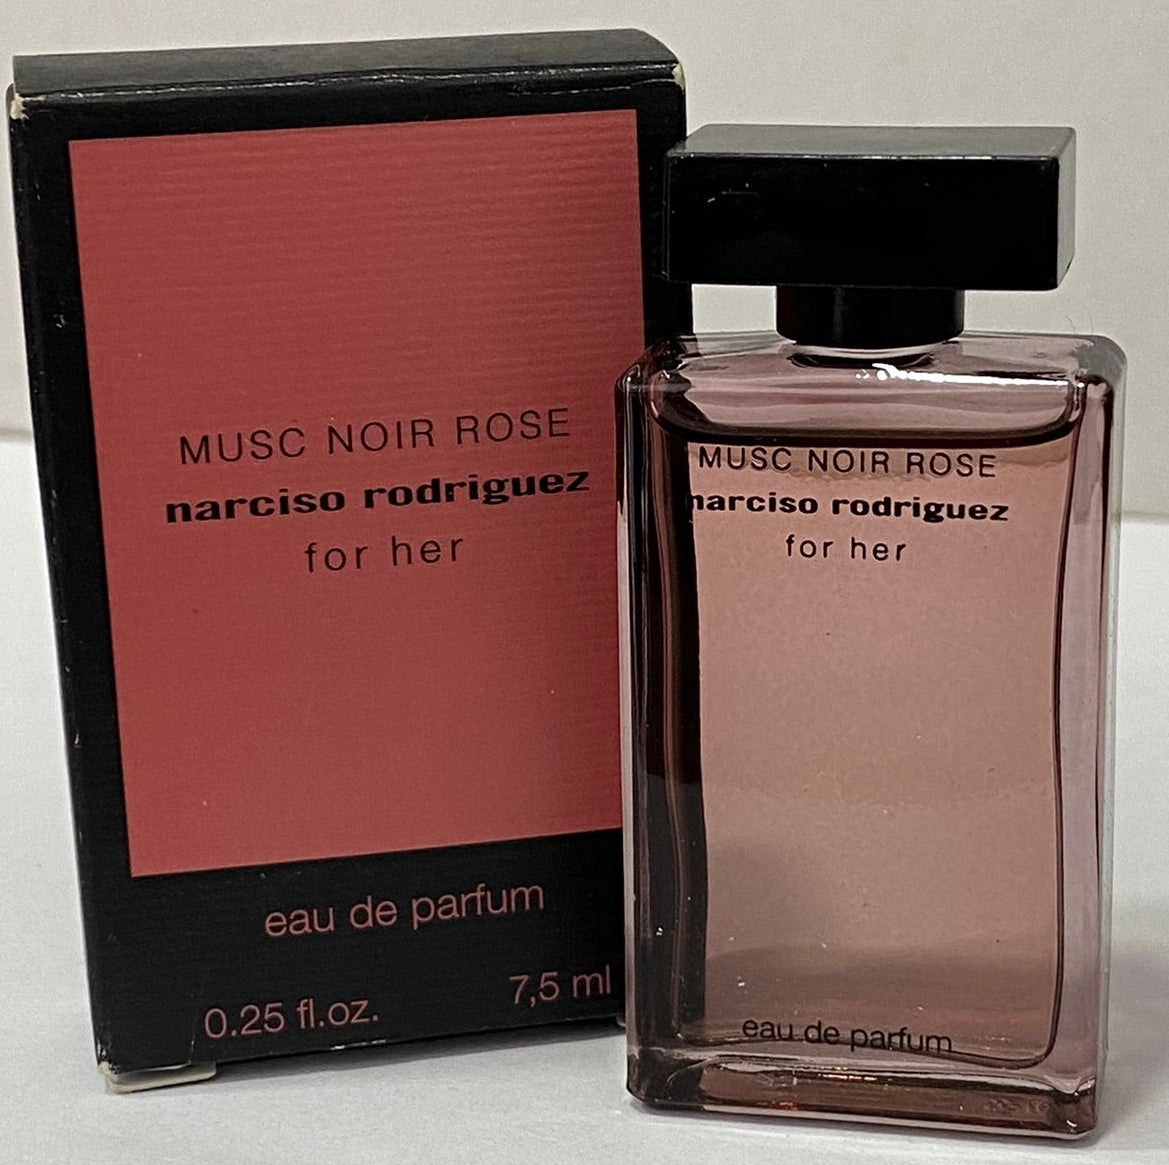 MUSC NOIR ROSE
narciso rodriguez
for her
eau de parfum
0.25 fl.oz.
7,5 ml
MUSC NOIR ROSE
narciso rodriguez
for her
eau de parfum